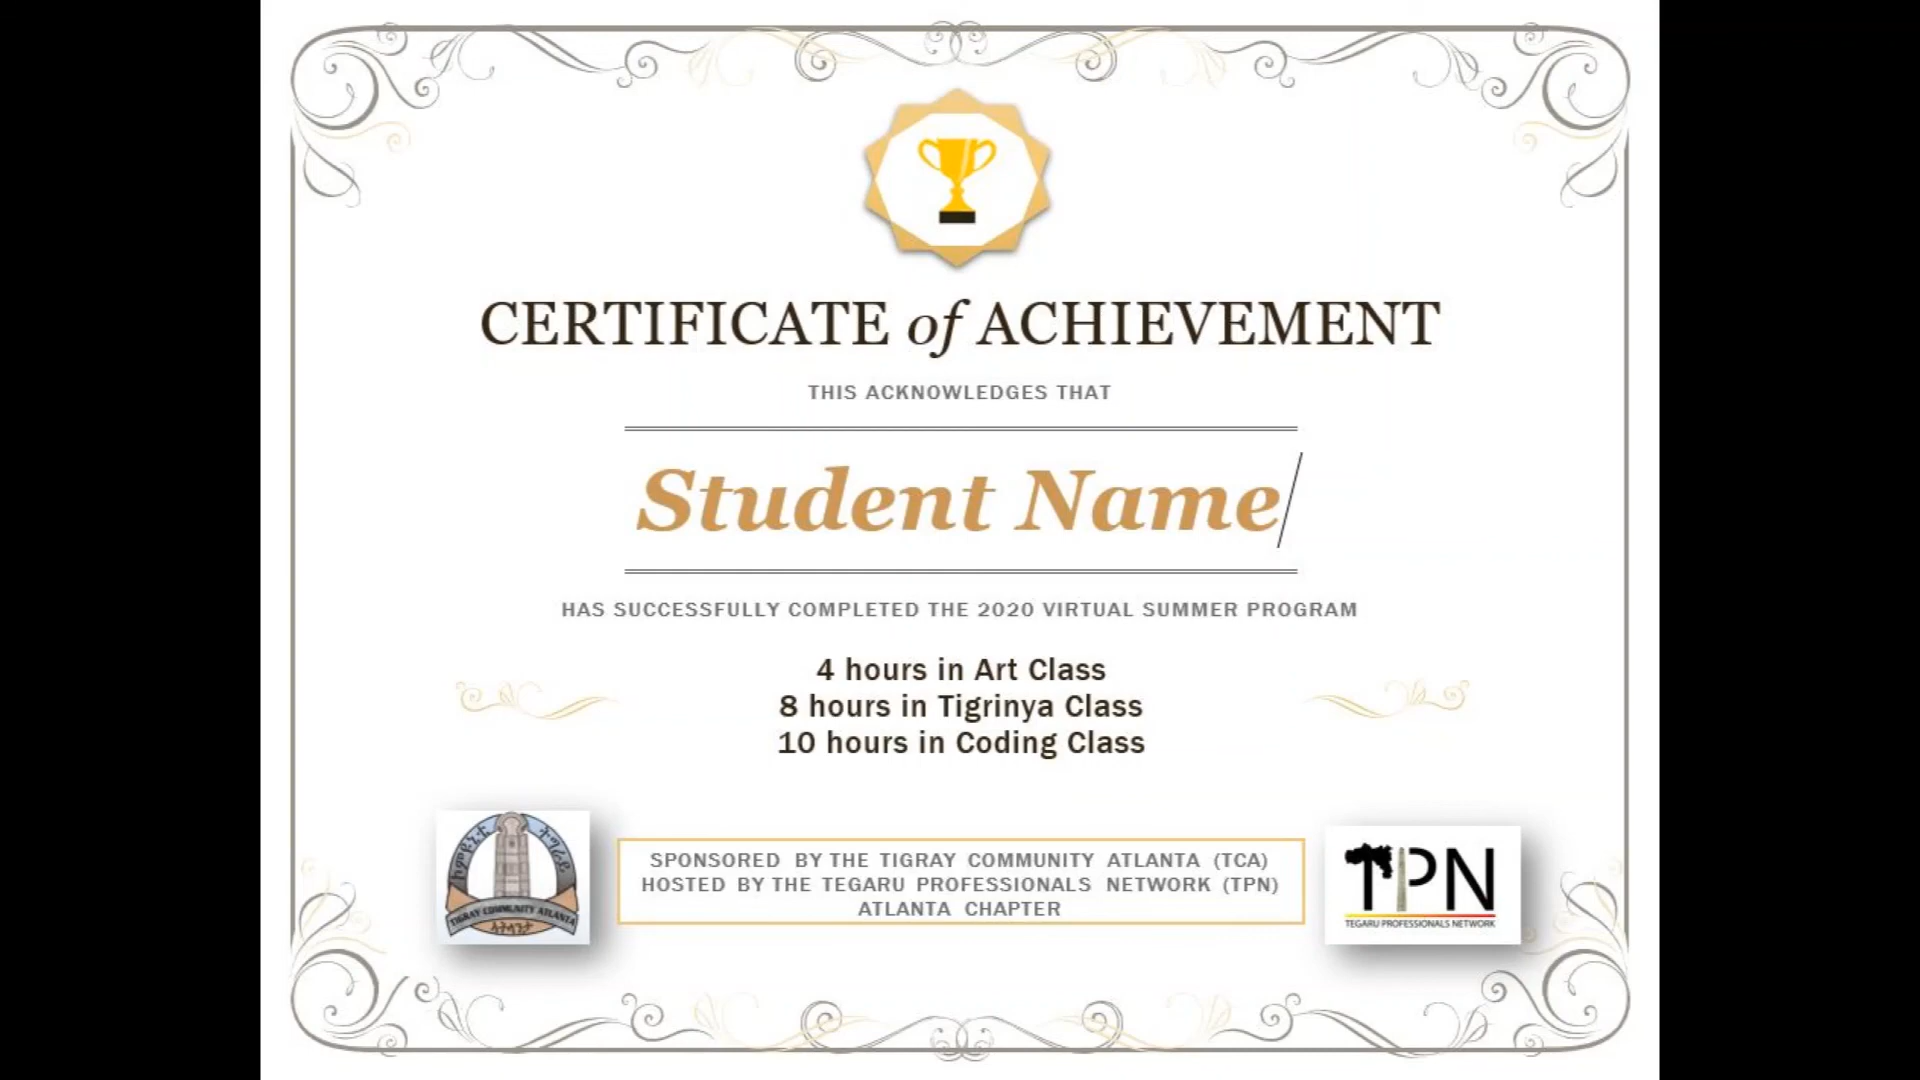 CERTIFICATE of ACHIEVEMENT
THIS ACKNOWLEDGES THAT
Student Name
HAS SUCCESSFULLY COMPLETED THE 2020 VIRTUAL SUMMER PROGRAM
4 hours in Art Class
8 hours in Tigrinya Class
10 hours in Coding Class
TIGRAY COMMUNITY ATLANTA
SPONSORED BY THE TIGRAY COMMUNITY ATLANTA (TCA)
HOSTED BY THE TEGARU PROFESSIONALS NETWORK (TPN)
ATLANTA CHAPTER
TPN
TEGARU PROFESSIONALS NETWORK